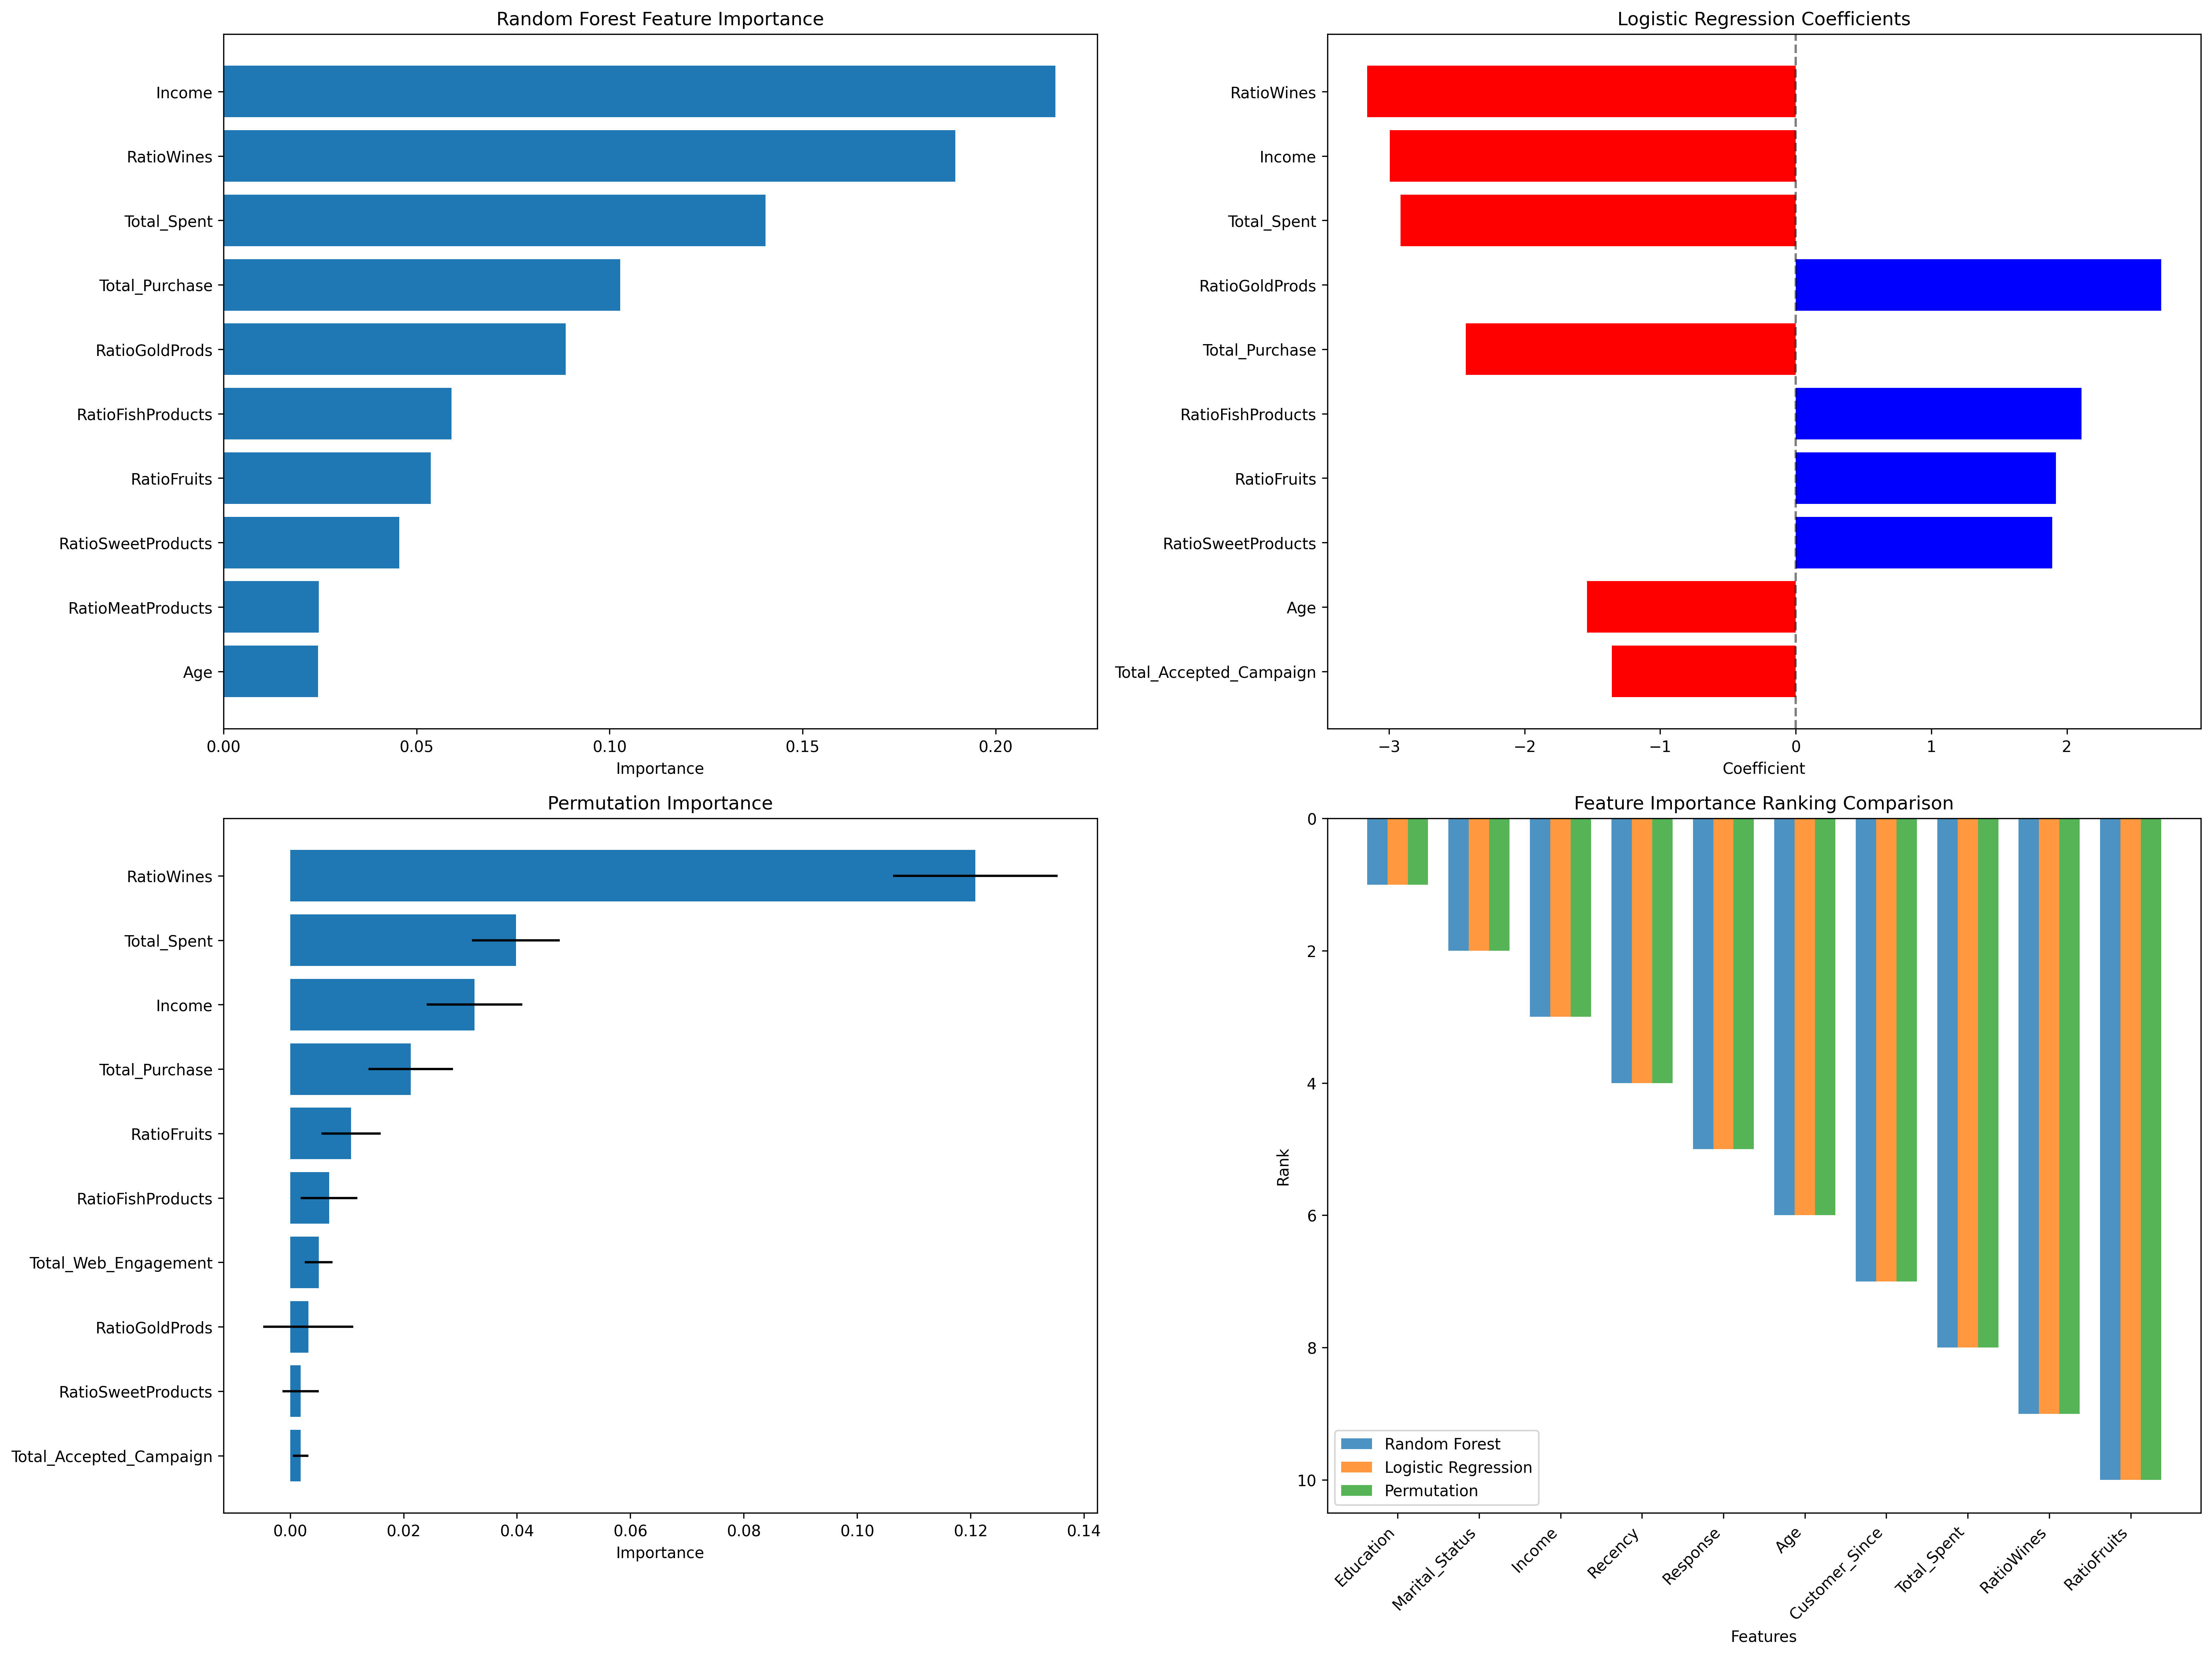 Random Forest Feature Importance
Income
RatioWines
Total_Spent
Total_Purchase
RatioGoldProds
RatioFishProducts
RatioFruits
RatioSweetProducts
RatioMeatProducts
Age
0.00 0.05 0.10 0.15 0.20
Importance
Logistic Regression Coefficients
RatioWines
Income
Total_Spent
RatioGoldProds
Total_Purchase
RatioFishProducts
RatioFruits
RatioSweetProducts
Age
Total_Accepted_Campaign
−3 −2 −1 0 1 2
Coefficient
Permutation Importance
RatioWines
Total_Spent
Income
Total_Purchase
RatioFruits
RatioFishProducts
Total_Web_Engagement
RatioGoldProds
RatioSweetProducts
Total_Accepted_Campaign
0.00 0.02 0.04 0.06 0.08 0.10 0.12 0.14
Importance
Feature Importance Ranking Comparison
0
2
4
6
8
10
Rank
Random Forest
Logistic Regression
Permutation
Education Marital_Status Income Recency Response Age Customer_Since Total_Spent RatioWines RatioFruits
Features